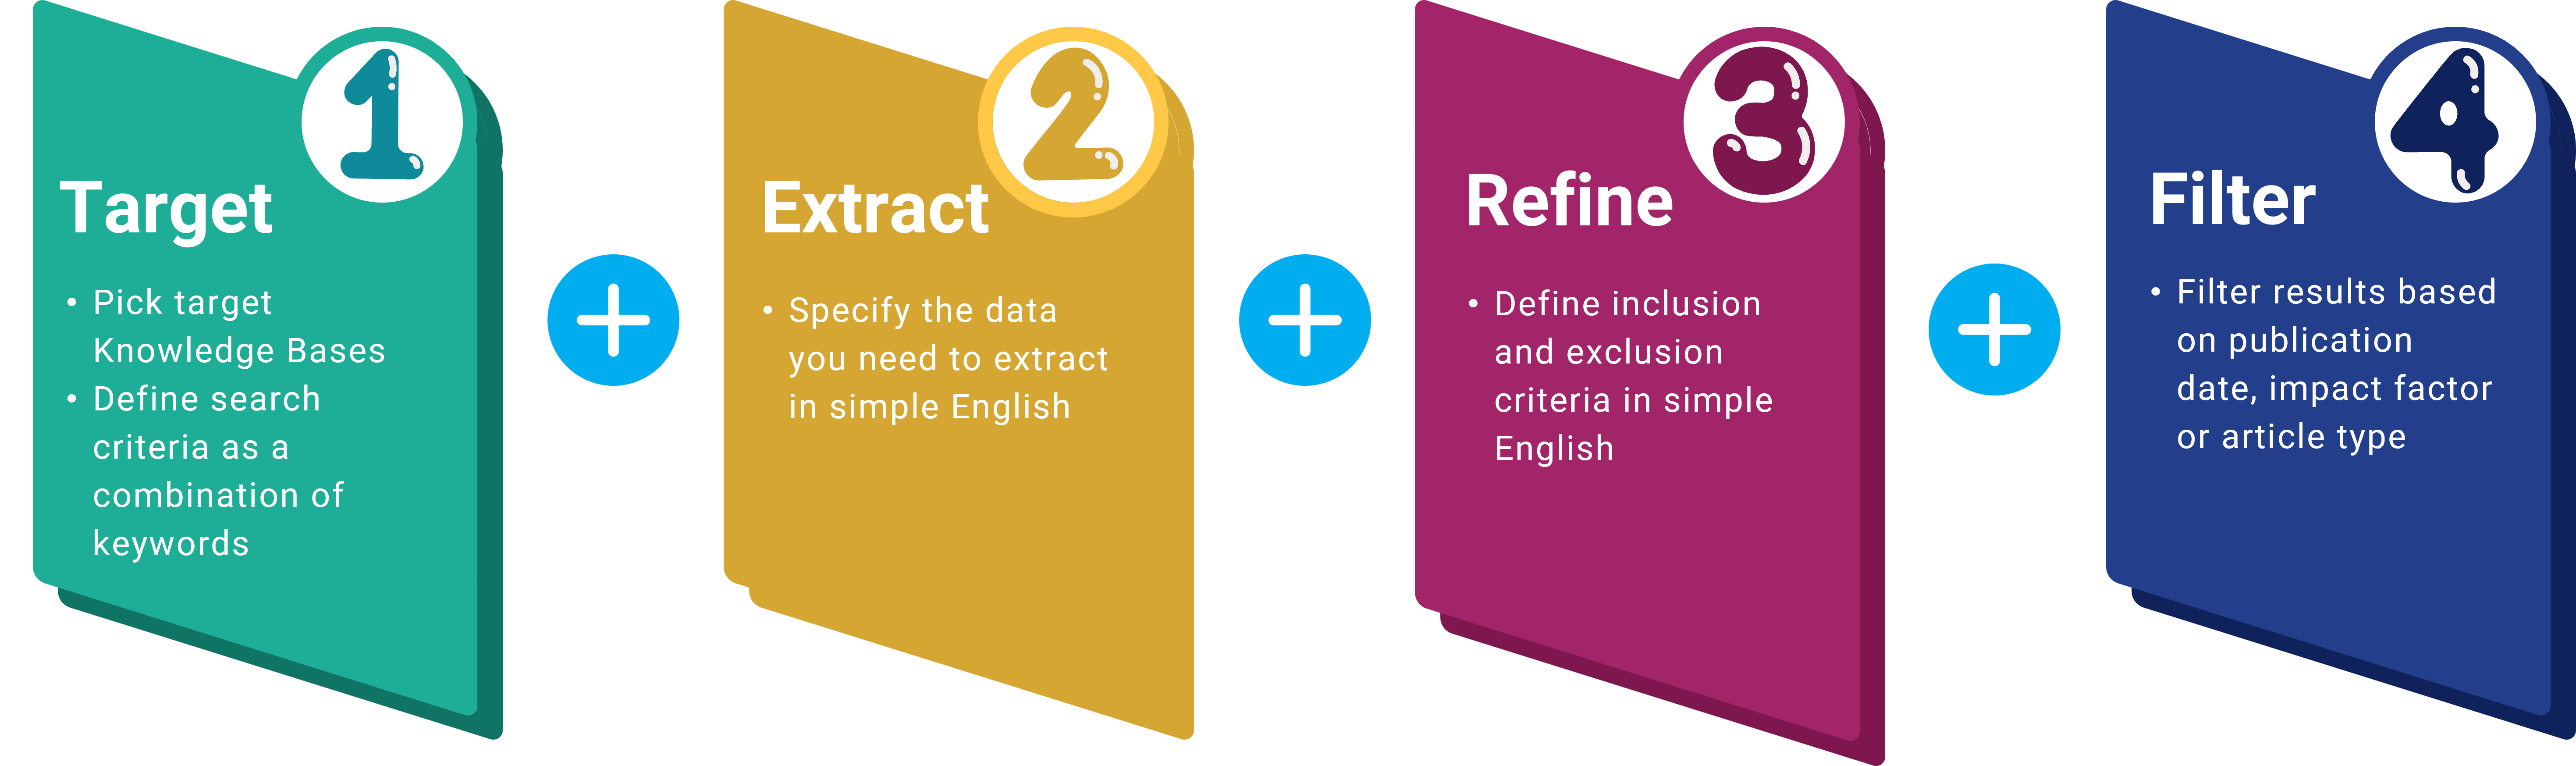 1
Target
• Pick target
Knowledge Bases
• Define search
criteria as a
combination of
keywords
2
Extract
• Specify the data
you need to extract
in simple English
3
Refine
• Define inclusion
and exclusion
criteria in simple
English
4
Filter
• Filter results based
on publication
date, impact factor
or article type